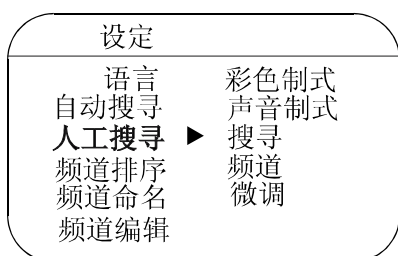 设定
语言
自动搜寻
人工搜寻 ▶
频道排序
频道命名
频道编辑
彩色制式
声音制式
搜寻
频道
微调